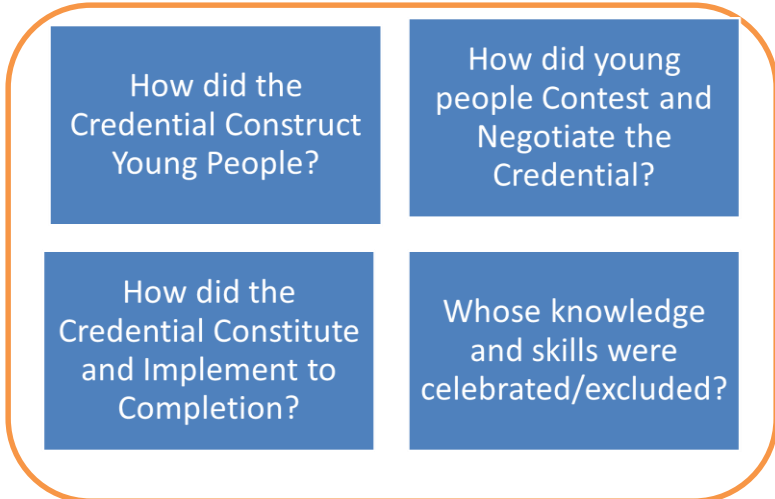 How did the
Credential Construct
Young People?
How did young
people Contest and
Negotiate the
Credential?
How did the
Credential Constitute
and Implement to
Completion?
Whose knowledge
and skills were
celebrated/excluded?